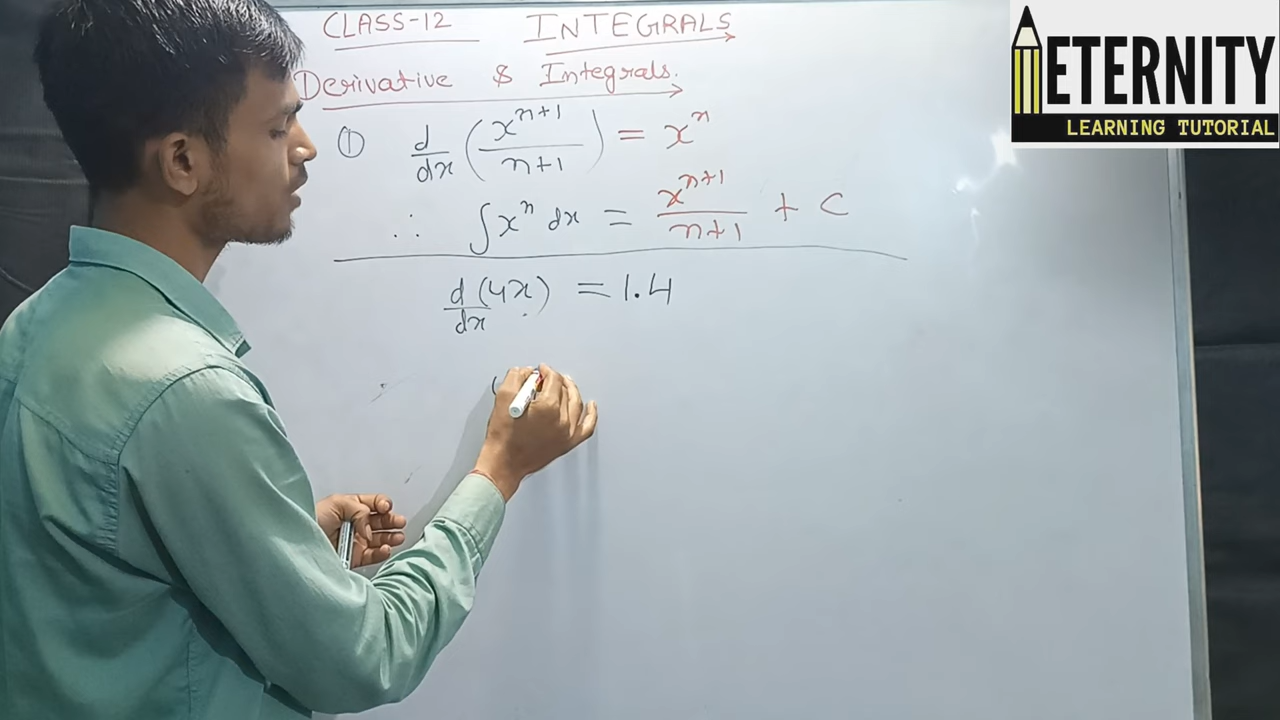 CLASS-12 INTEGRALS
ETERNITY
LEARNING TUTORIAL
Derivative & Integrals.
① d/dx (x^(n+1)/(n+1)) = x^n
∴ ∫x^n dx = x^(n+1)/(n+1) + C
d/dx (4x) = 1.4